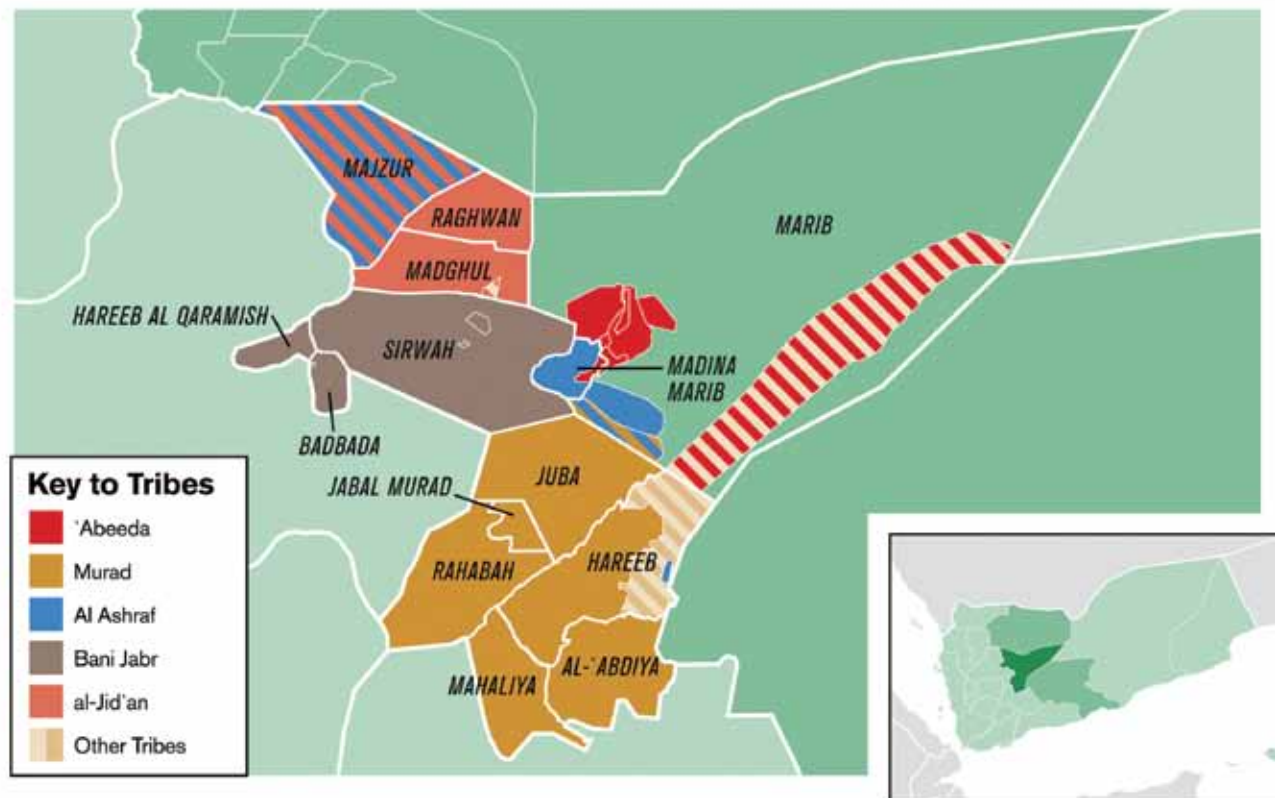 MAJZUR
RAGHWAN
MARIB
MADGHUL
HAREEB AL QARAMISH
SIRWAH
MADINA
MARIB
BADBADA
JABAL MURAD
JUBA
RAHABAH
HAREEB
MAHALIYA
AL-`ABDIYA
Key to Tribes
`Abeeda
Murad
Al Ashraf
Bani Jabr
al-Jid`an
Other Tribes